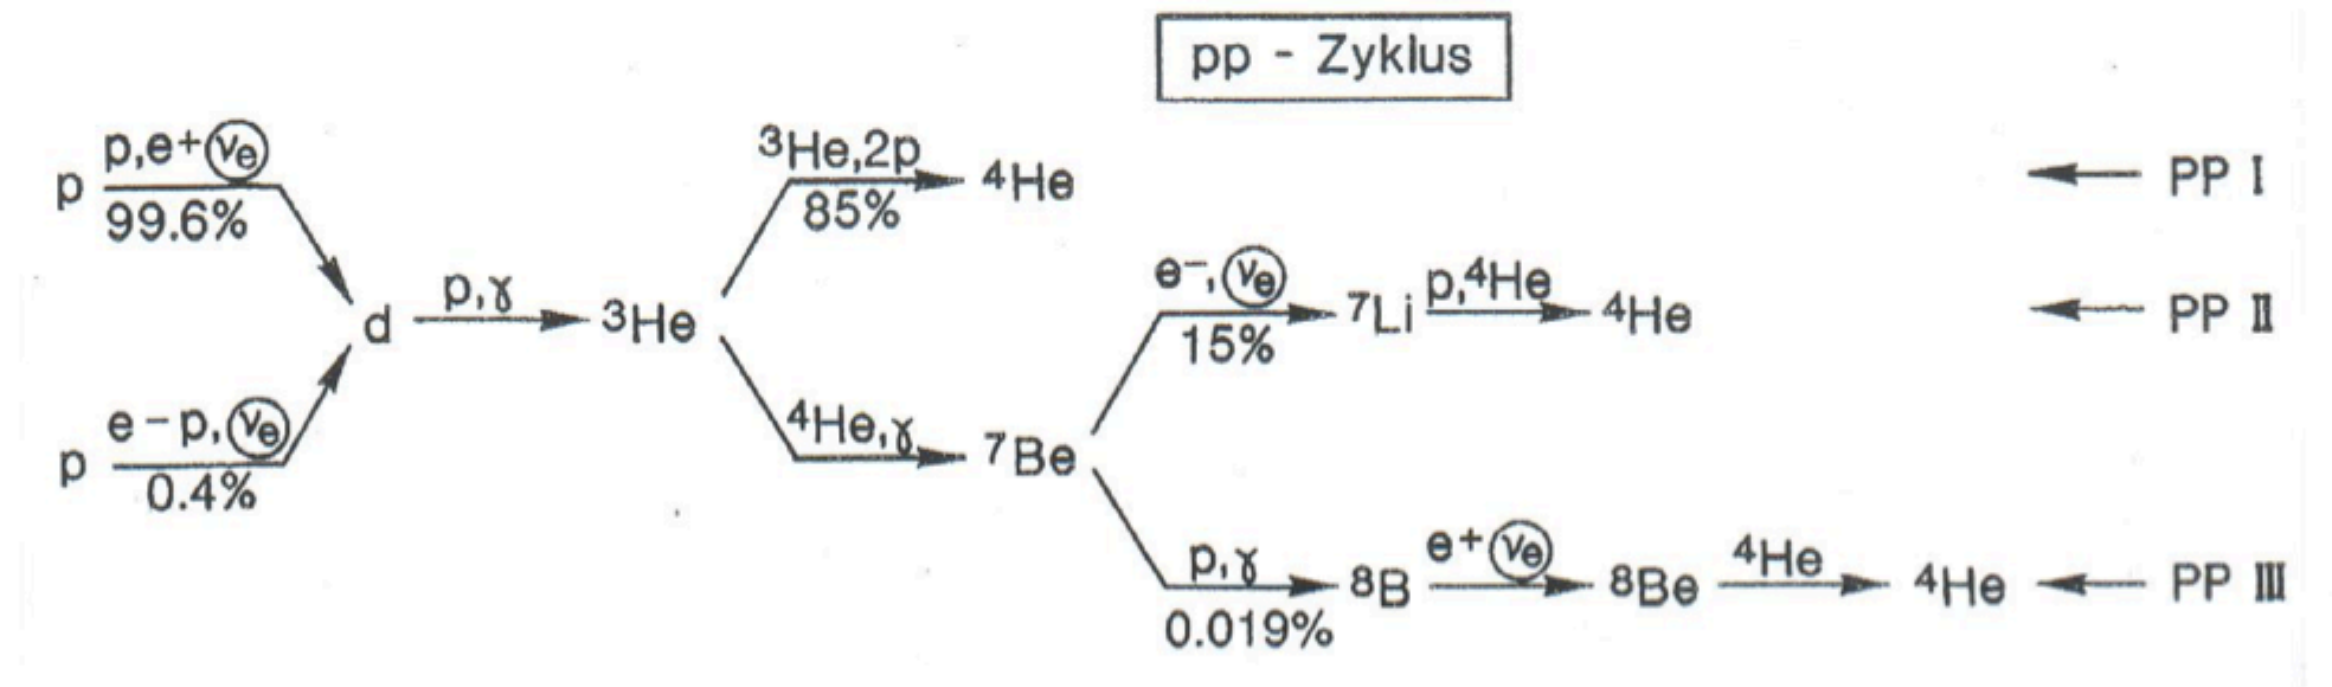 pp - Zyklus
p, e+ νe
³He, 2p
p
99.6%
85%
⁴He
PP I
e⁻, νe
p, ⁴He
p, γ
d
³He
15%
⁷Li
⁴He
PP II
e - p, νe
⁴He, γ
p
0.4%
⁷Be
p, γ
e+ νe
⁴He
0.019%
⁸B
⁸Be
⁴He
PP III